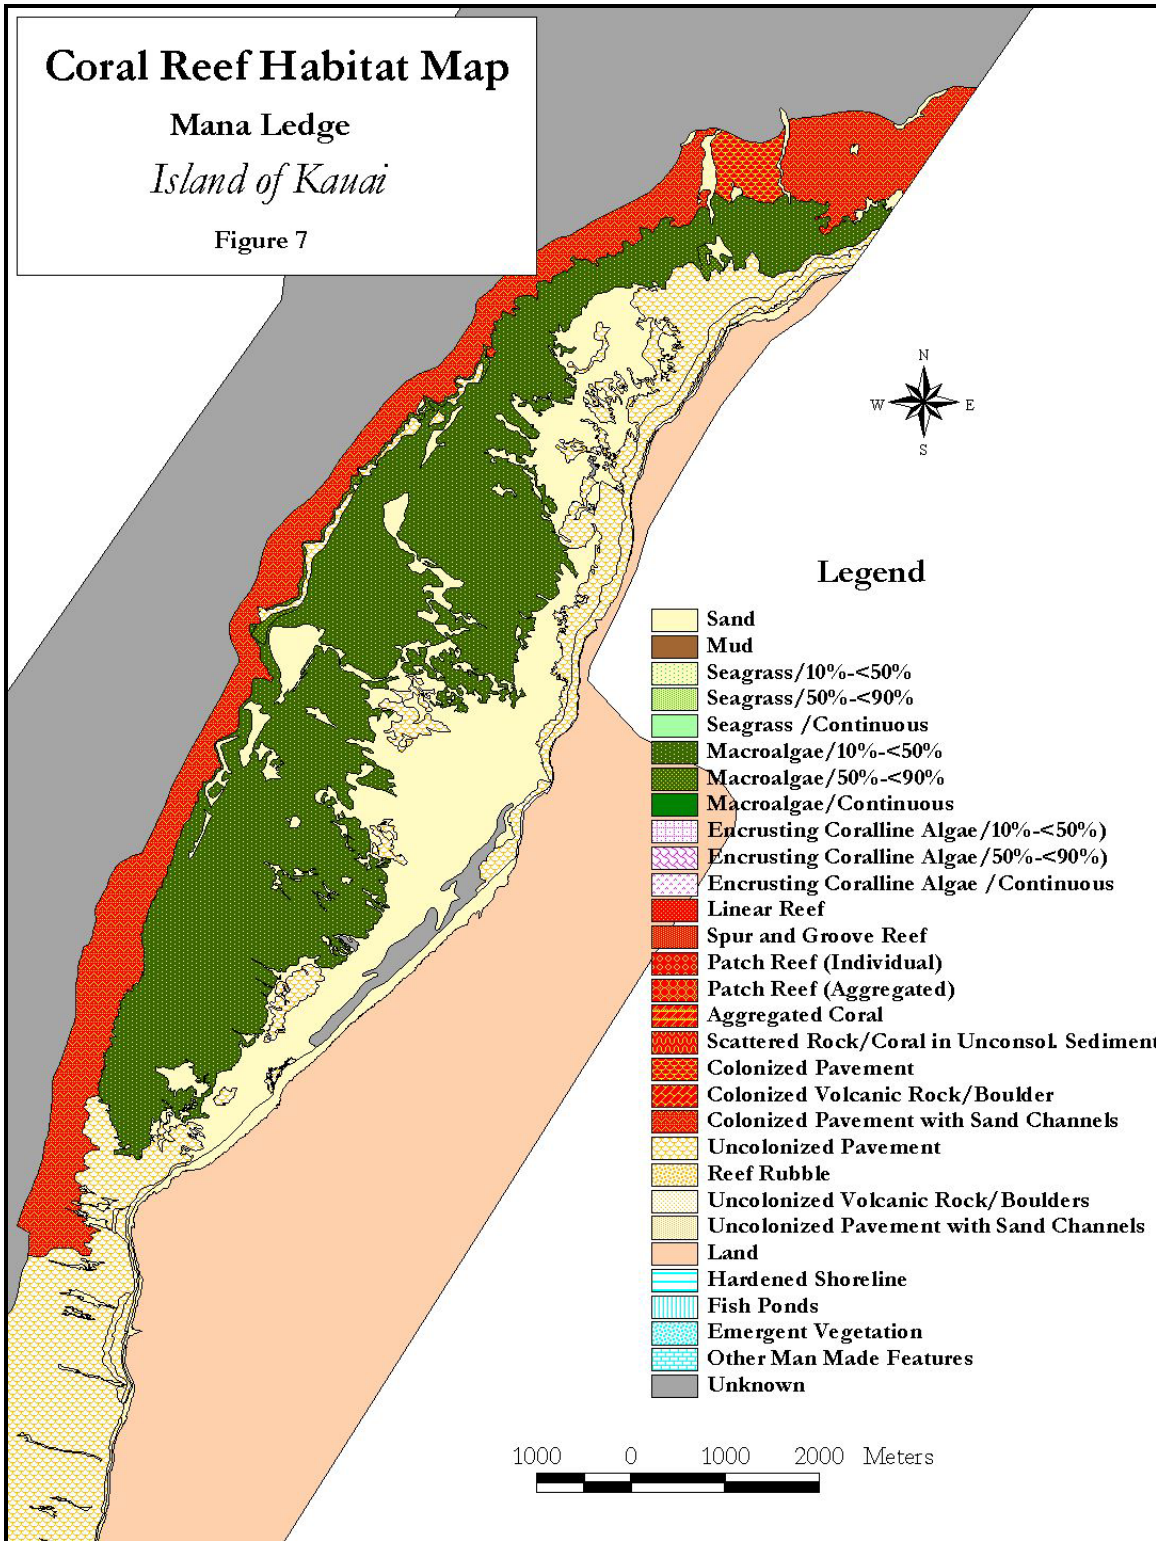 Coral Reef Habitat Map
Mana Ledge
Island of Kauai
Figure 7
N
W
E
S
Legend
Sand
Mud
Seagrass/10%-<50%
Seagrass/50%-<90%
Seagrass /Continuous
Macroalgae/10%-<50%
Macroalgae/50%-<90%
Macroalgae/Continuous
Encrusting Coralline Algae/10%-<50%)
Encrusting Coralline Algae/50%-<90%)
Encrusting Coralline Algae /Continuous
Linear Reef
Spur and Groove Reef
Patch Reef (Individual)
Patch Reef (Aggregated)
Aggregated Coral
Scattered Rock/Coral in Unconsol. Sediment
Colonized Pavement
Colonized Volcanic Rock/Boulder
Colonized Pavement with Sand Channels
Uncolonized Pavement
Reef Rubble
Uncolonized Volcanic Rock/Boulders
Uncolonized Pavement with Sand Channels
Land
Hardened Shoreline
Fish Ponds
Emergent Vegetation
Other Man Made Features
Unknown
1000 0 1000 2000 Meters